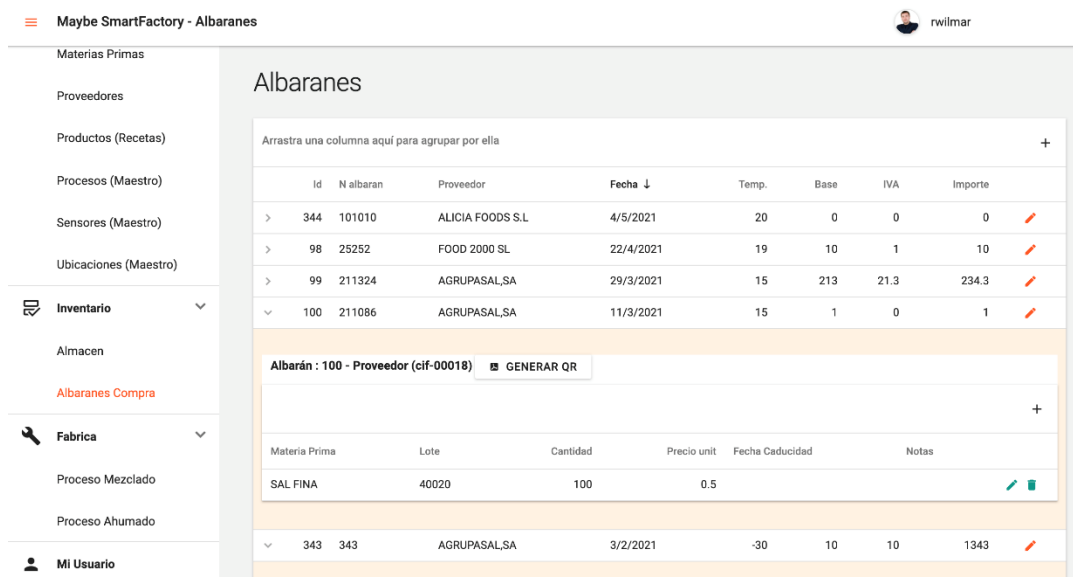 Maybe SmartFactory - Albaranes
rwilmar
Materias Primas
Proveedores
Productos (Recetas)
Procesos (Maestro)
Sensores (Maestro)
Ubicaciones (Maestro)
Inventario
Almacen
Albaranes Compra
Fabrica
Proceso Mezclado
Proceso Ahumado
Mi Usuario
Albaranes
Arrastra una columna aquí para agrupar por ella
+
Id N albaran Proveedor Fecha ↓ Temp. Base IVA Importe
344 101010 ALICIA FOODS S.L 4/5/2021 20 0 0 0
98 25252 FOOD 2000 SL 22/4/2021 19 10 1 10
99 211324 AGRUPASAL,SA 29/3/2021 15 213 21.3 234.3
100 211086 AGRUPASAL,SA 11/3/2021 15 1 0 1
Albarán : 100 - Proveedor (cif-00018) GENERAR QR
+
Materia Prima Lote Cantidad Precio unit Fecha Caducidad Notas
SAL FINA 40020 100 0.5
343 343 AGRUPASAL,SA 3/2/2021 -30 10 10 1343